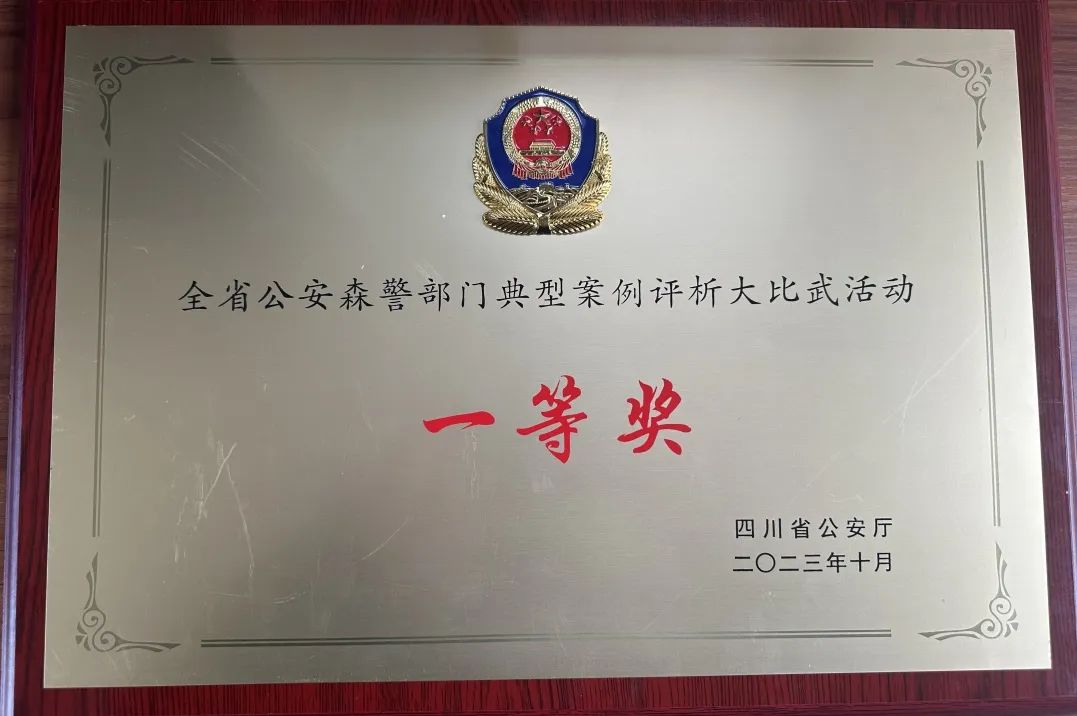 全省公安森警部门典型案例评析大比武活动
一等奖
四川省公安厅
二〇二三年十月